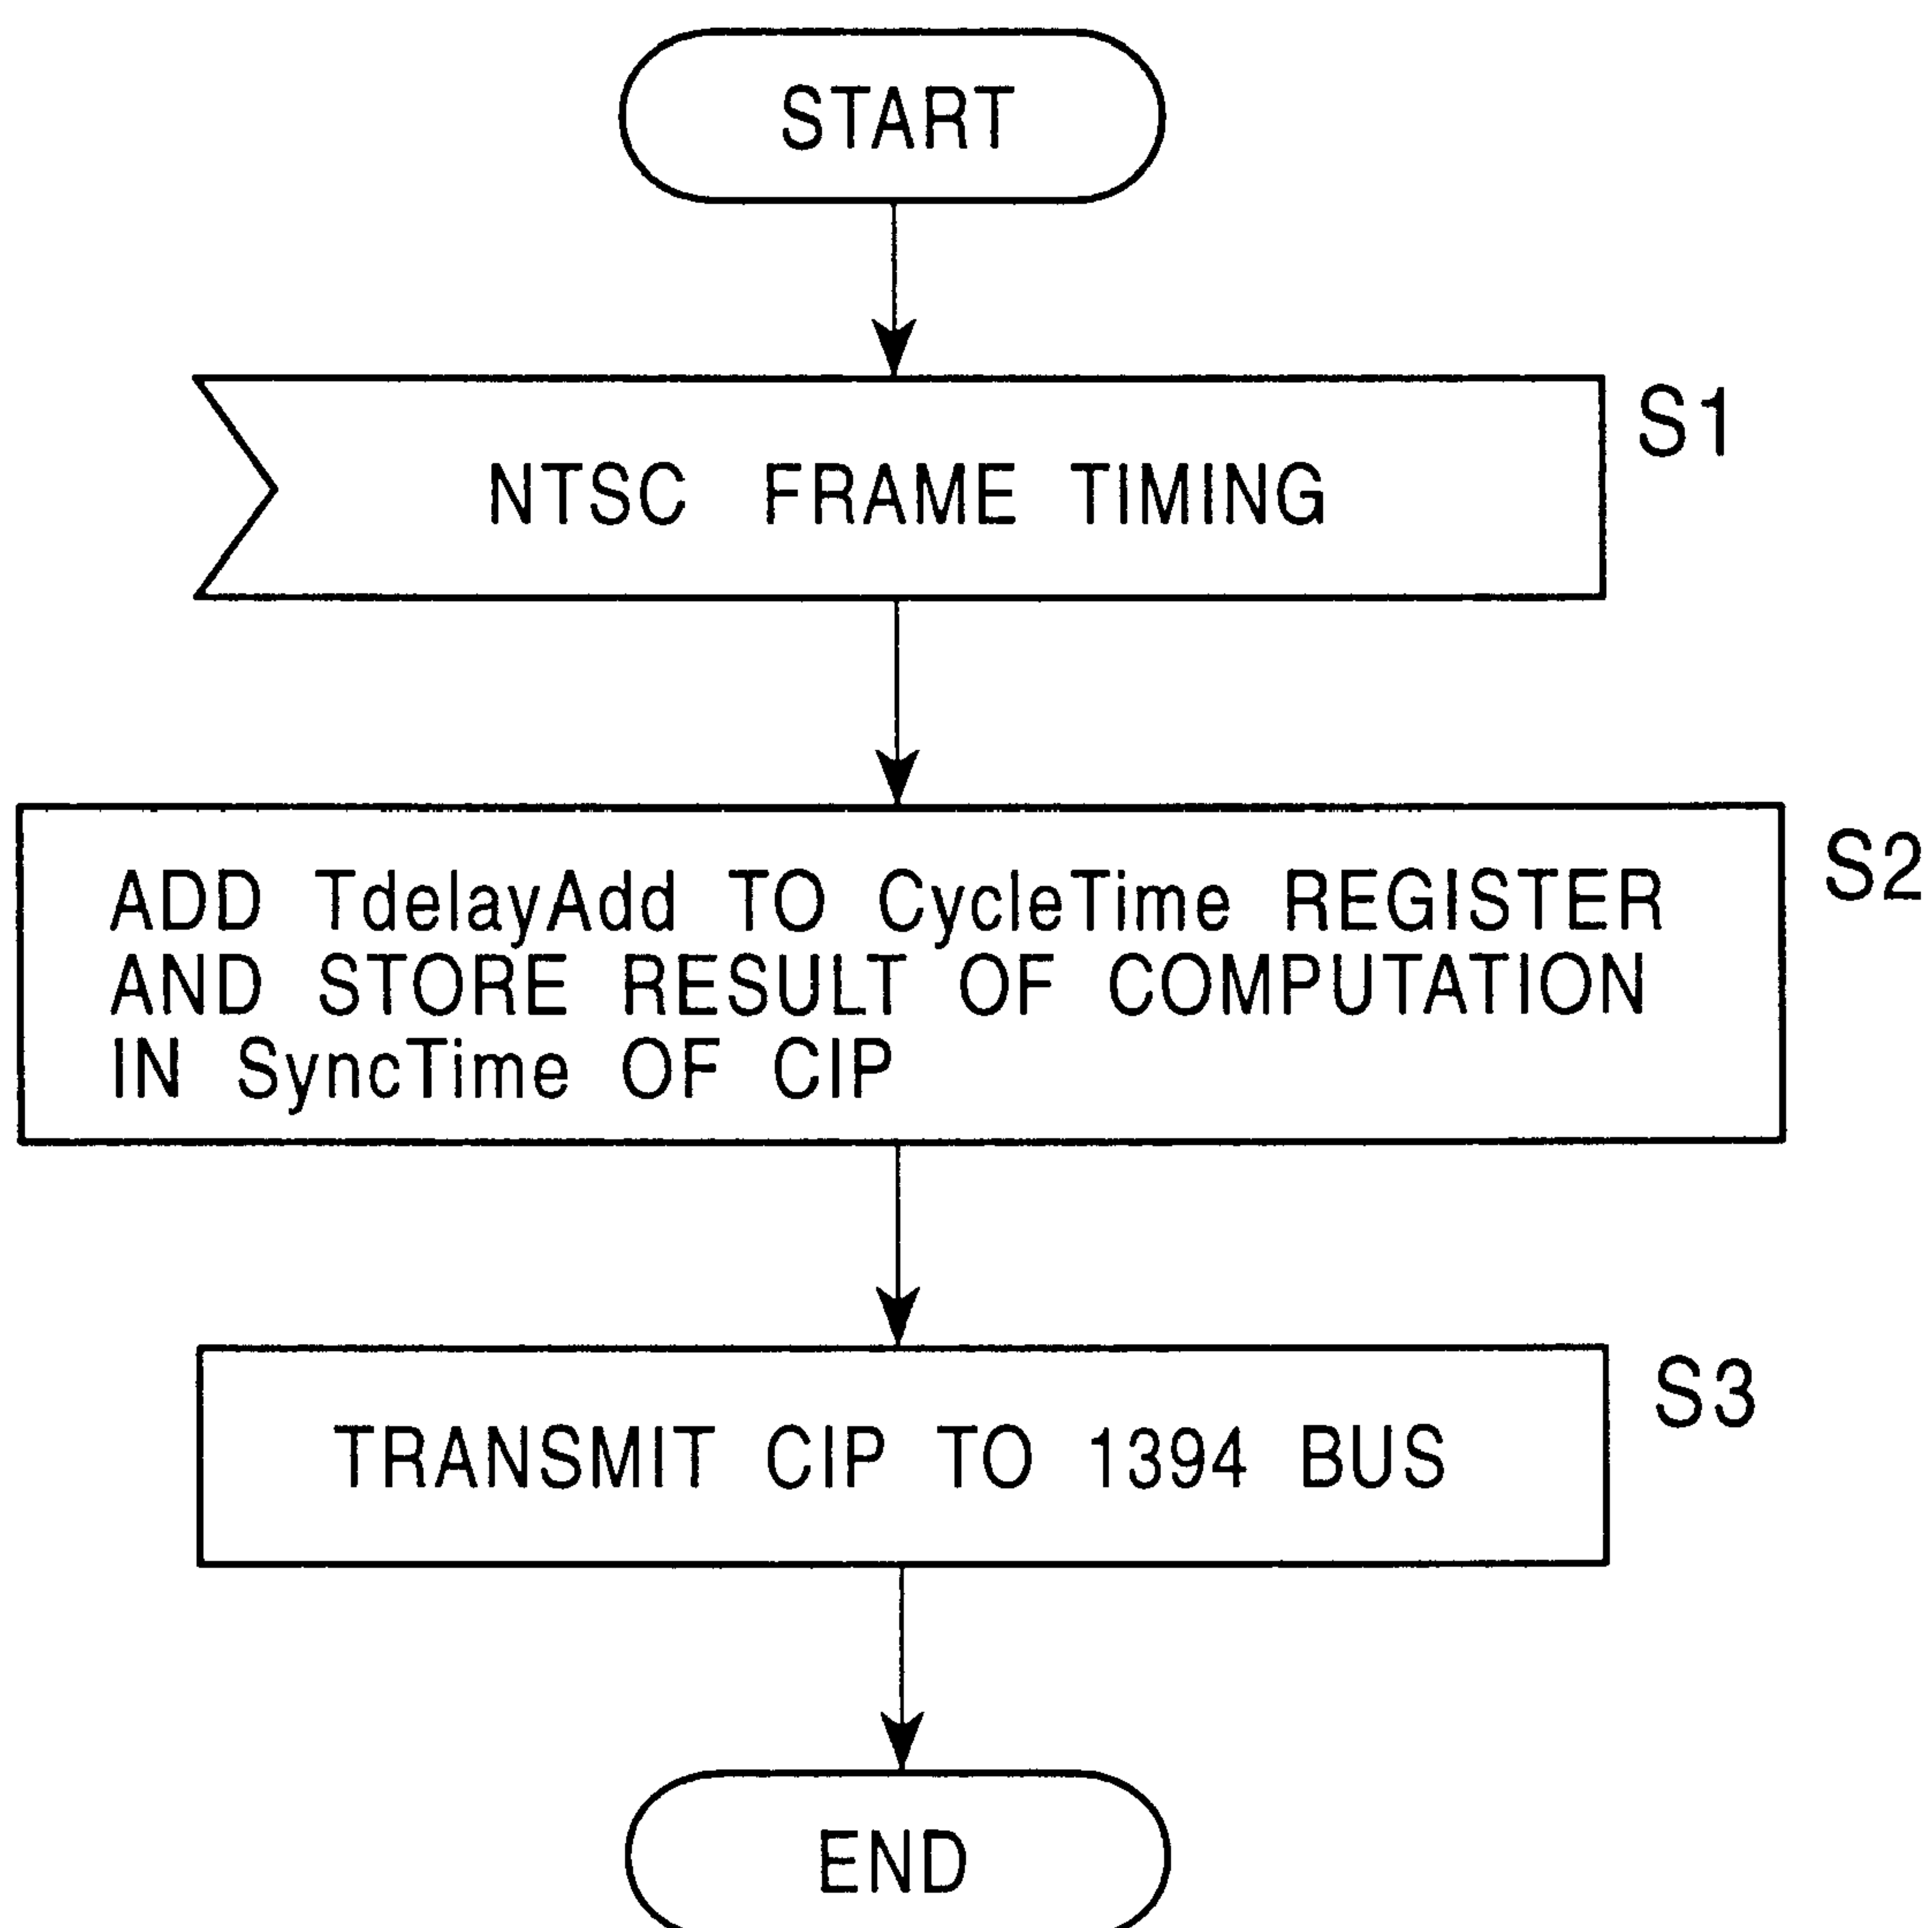 START
NTSC FRAME TIMING
S1
ADD TdelayAdd TO CycleTime REGISTER
AND STORE RESULT OF COMPUTATION
IN SyncTime OF CIP
S2
TRANSMIT CIP TO 1394 BUS
S3
END